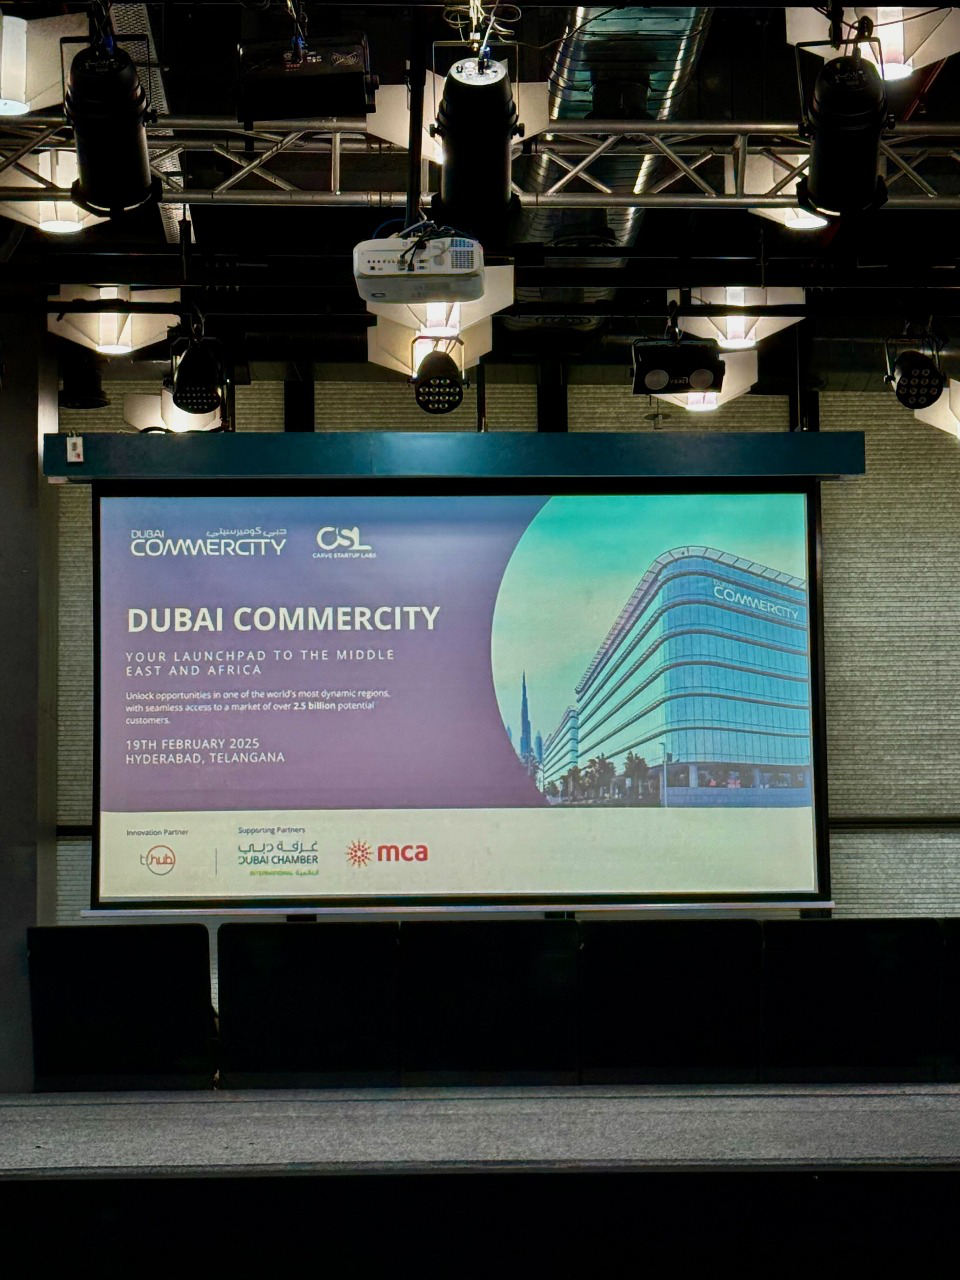 DUBAI
COMMERCITY
دبي كوميرسيتي
CSL
CARVE STARTUP LABS
DUBAI COMMERCITY
YOUR LAUNCHPAD TO THE MIDDLE
EAST AND AFRICA
Unlock opportunities in one of the world's most dynamic regions,
with seamless access to a market of over 2.5 billion potential
customers.
19TH FEBRUARY 2025
HYDERABAD, TELANGANA
COMMERCITY
Innovation Partner
t hub
Supporting Partners
غرفة دبي
DUBAI CHAMBER
INTERNATIONAL العالمية
mca